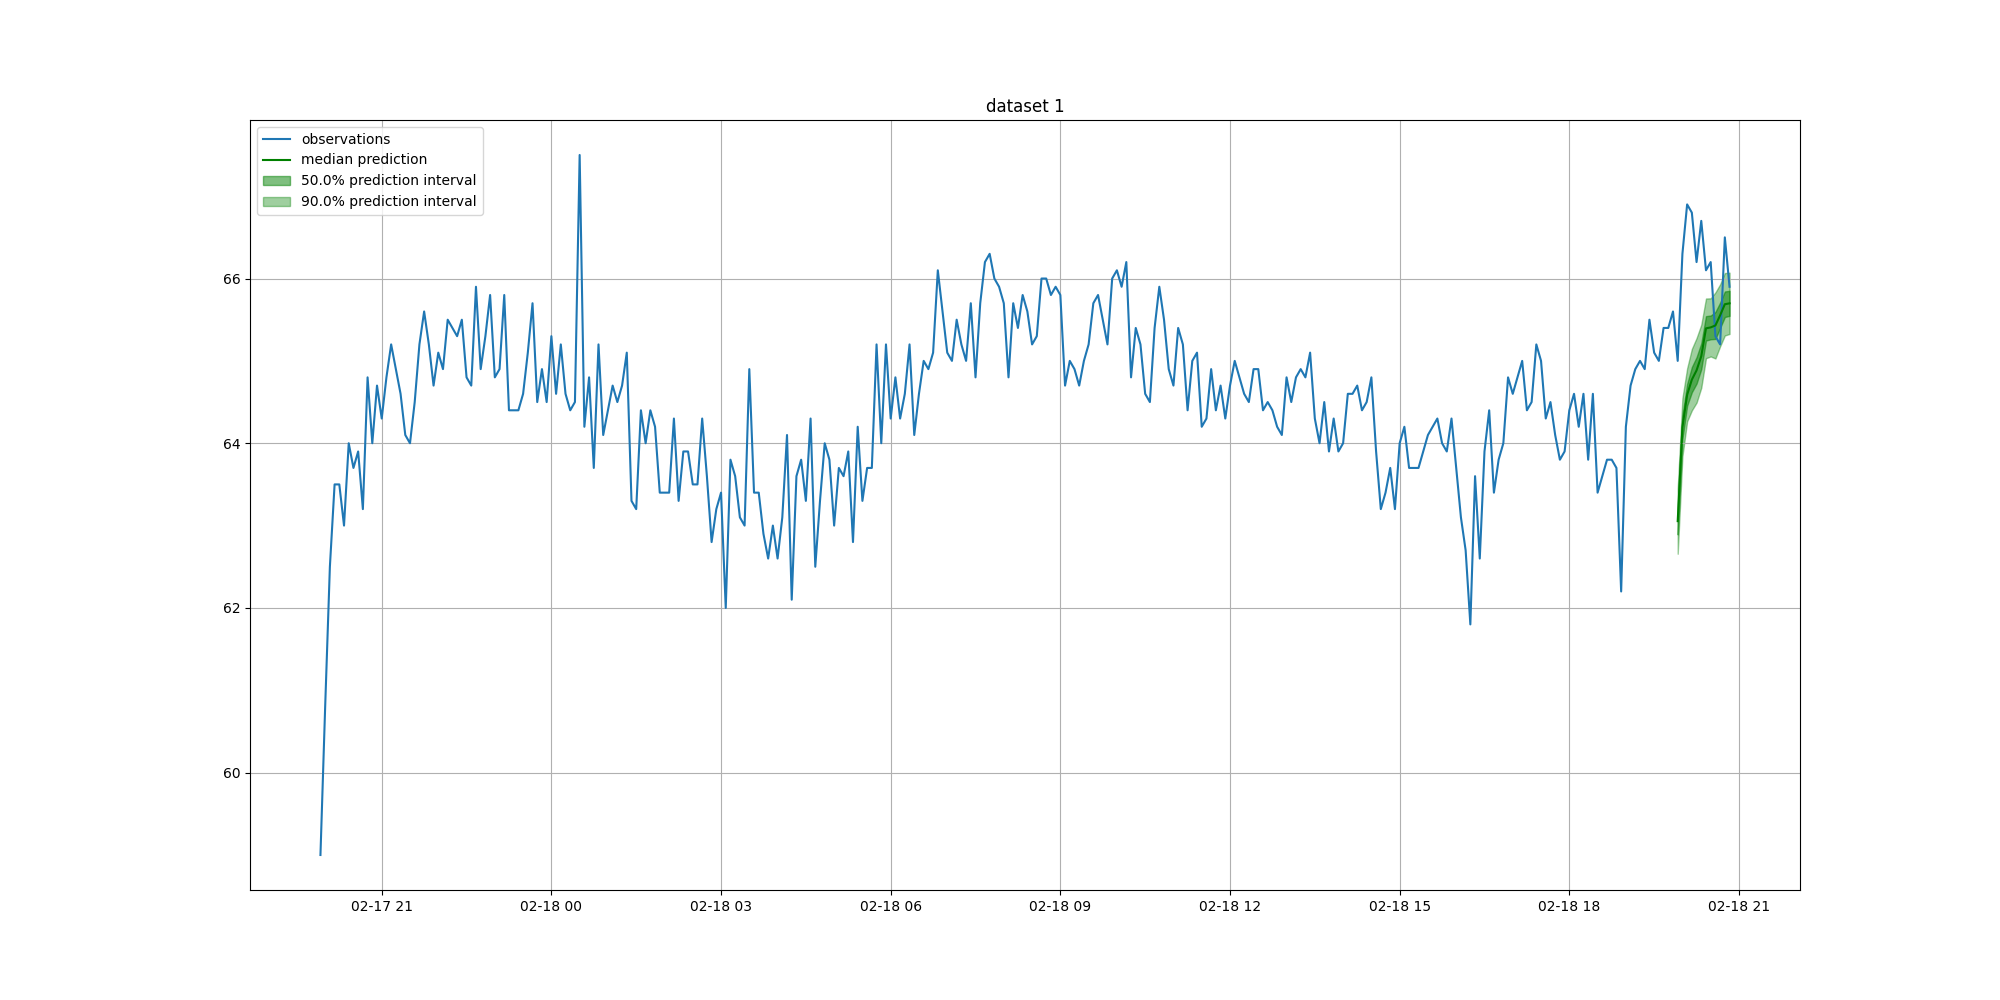 dataset 1
observations
median prediction
50.0% prediction interval
90.0% prediction interval
66
64
62
60
02-17 21
02-18 00
02-18 03
02-18 06
02-18 09
02-18 12
02-18 15
02-18 18
02-18 21